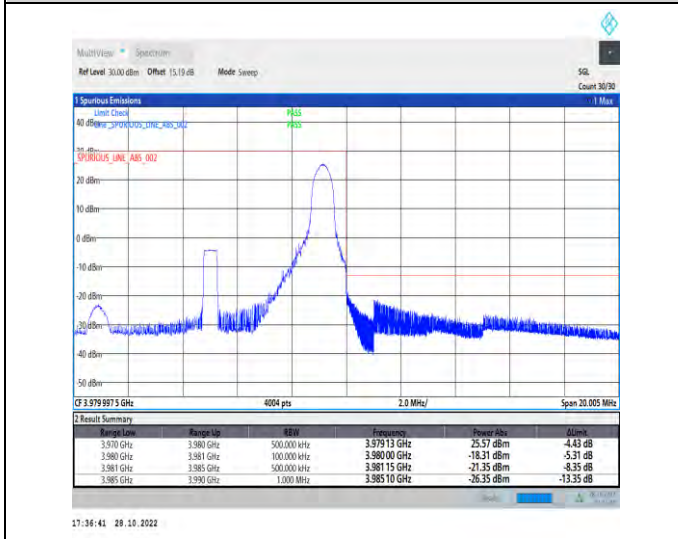 MultiView Spectrum
Ref Level 30.00 dBm Offset 15.19 dB Mode Sweep SGL
Count 30/30
1 Spurious Emissions 1 Max
Limit Check PASS
40 dBm Line _SPURIOUS_LINE_ABS_002 PASS
_SPURIOUS_LINE_ABS_002
20 dBm
10 dBm
0 dBm
-10 dBm
-20 dBm
-30 dBm
-40 dBm
-50 dBm
CF 3.979 997 5 GHz 4004 pts 2.0 MHz/ Span 20.005 MHz
2 Result Summary
Range Low Range Up RBW Frequency Power Abs ΔLimit
3.970 GHz 3.980 GHz 500.000 kHz 3.979 13 GHz 25.57 dBm -4.43 dB
3.980 GHz 3.981 GHz 100.000 kHz 3.980 00 GHz -18.31 dBm -5.31 dB
3.981 GHz 3.985 GHz 500.000 kHz 3.981 15 GHz -21.35 dBm -8.35 dB
3.985 GHz 3.990 GHz 1.000 MHz 3.985 10 GHz -26.35 dBm -13.35 dB
17:36:41 28.10.2022